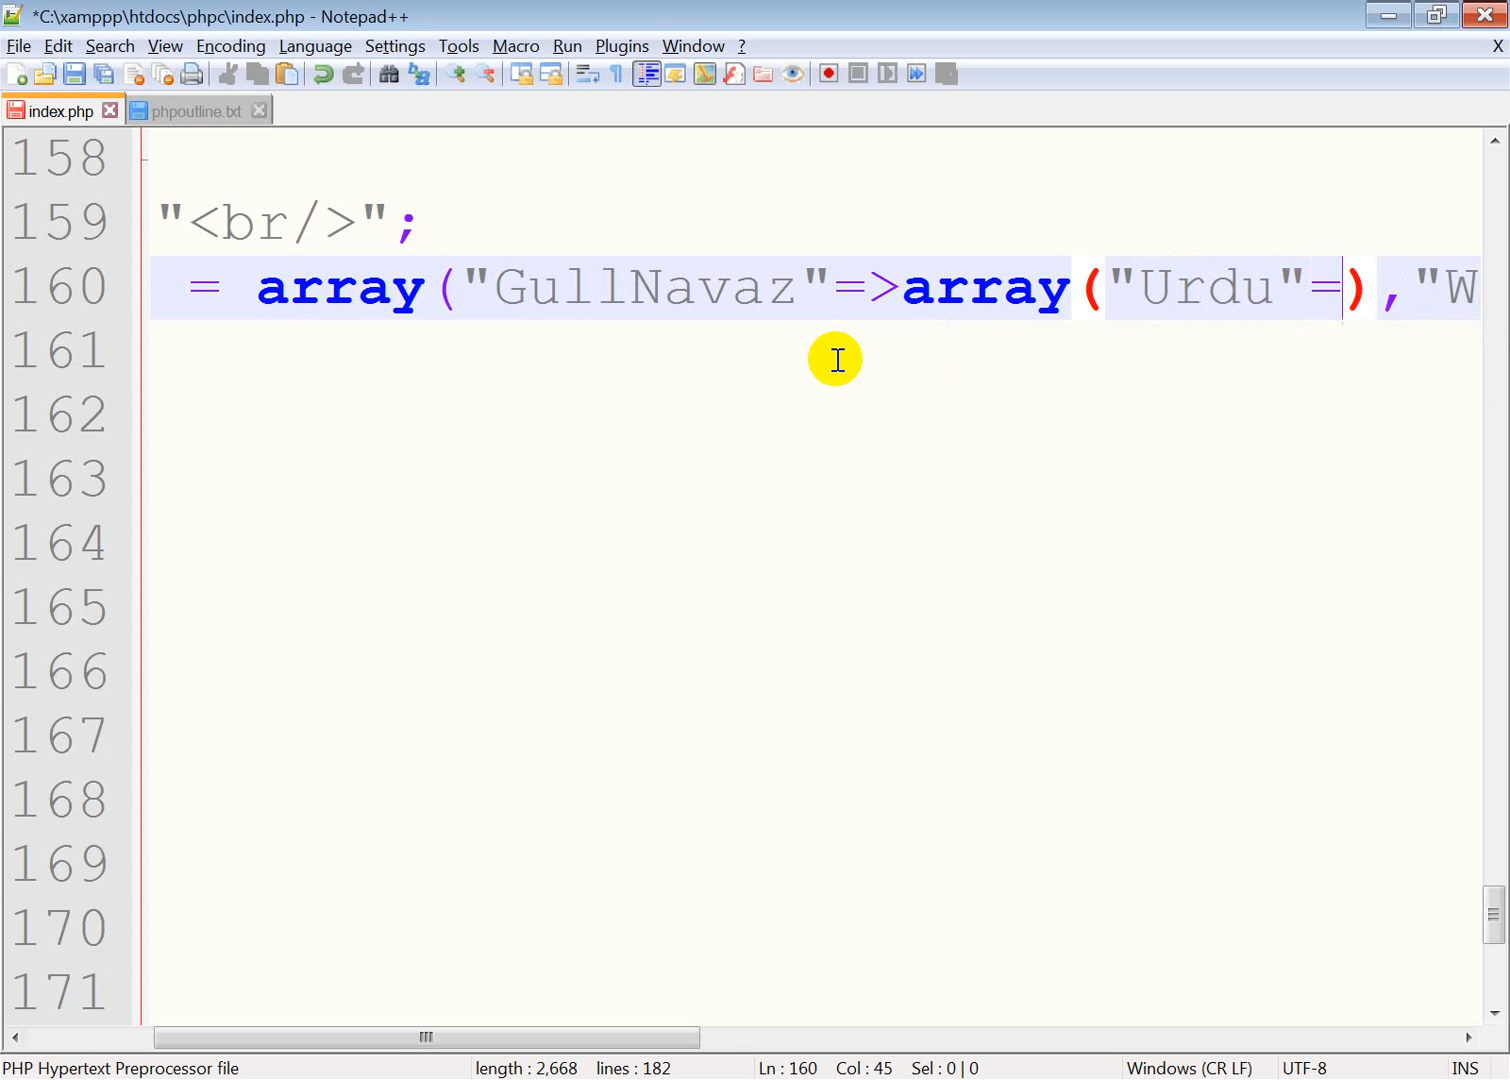 *C:\xamppp\htdocs\phpc\index.php - Notepad++
File Edit Search View Encoding Language Settings Tools Macro Run Plugins Window ? X
index.php phpoutline.txt
158
159 "<br/>";
160 = array("GullNavaz"=>array("Urdu"=),"W
161
162
163
164
165
166
167
168
169
170
171
PHP Hypertext Preprocessor file length : 2,668 lines : 182 Ln : 160 Col : 45 Sel : 0 | 0 Windows (CR LF) UTF-8 INS